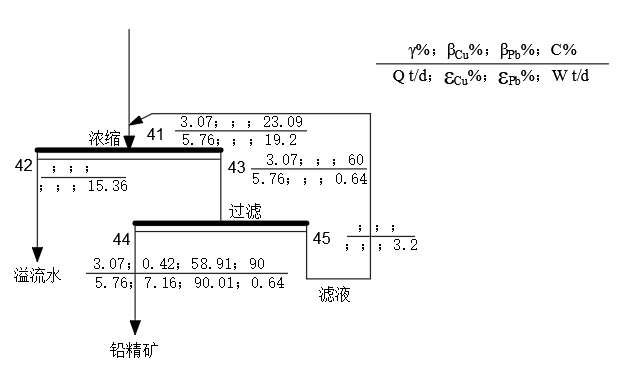 γ%; βCu%; βPb%; C%
Q t/d; εCu%; εPb%; W t/d
浓缩
41
3.07; ; ; 23.09
5.76; ; ; 19.2
42
; ; ;
; ; ; 15.36
43
3.07; ; ; 60
5.76; ; ; 0.64
过滤
44
45
; ; ;
; ; ; 3.2
3.07; 0.42; 58.91; 90
5.76; 7.16; 90.01; 0.64
溢流水
滤液
铅精矿